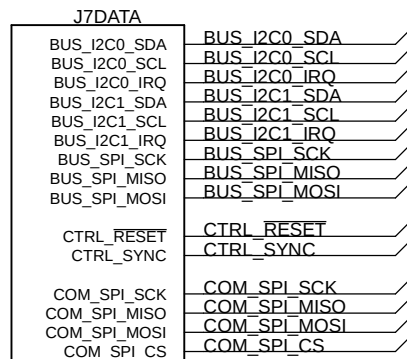 J7DATA
BUS_I2C0_SDA BUS_I2C0_SDA
BUS_I2C0_SCL BUS_I2C0_SCL
BUS_I2C0_IRQ BUS_I2C0_IRQ
BUS_I2C1_SDA BUS_I2C1_SDA
BUS_I2C1_SCL BUS_I2C1_SCL
BUS_I2C1_IRQ BUS_I2C1_IRQ
BUS_SPI_SCK BUS_SPI_SCK
BUS_SPI_MISO BUS_SPI_MISO
BUS_SPI_MOSI BUS_SPI_MOSI
CTRL_RESET CTRL_RESET
CTRL_SYNC CTRL_SYNC
COM_SPI_SCK COM_SPI_SCK
COM_SPI_MISO COM_SPI_MISO
COM_SPI_MOSI COM_SPI_MOSI
COM_SPI_CS COM_SPI_CS